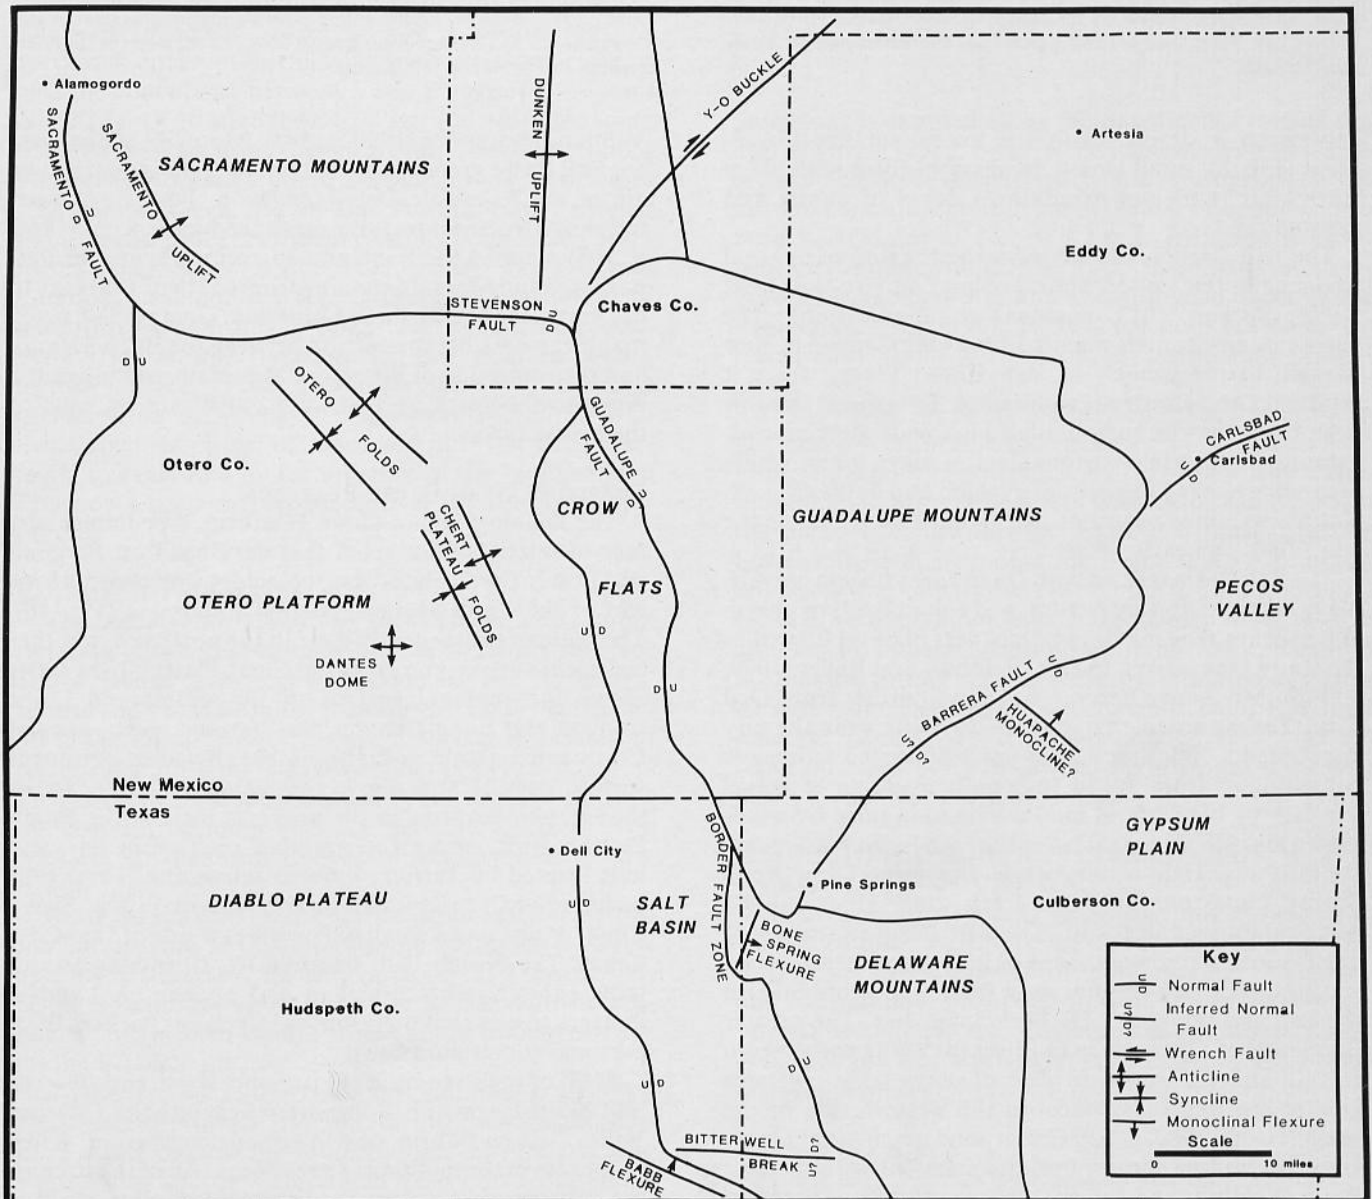 Alamogordo
SACRAMENTO FAULT
U
D
SACRAMENTO UPLIFT
SACRAMENTO MOUNTAINS
DUNKEN UPLIFT
Y-O BUCKLE
Artesia
Eddy Co.
STEVENSON
FAULT
U
D
Chaves Co.
D U
OTERO
FOLDS
Otero Co.
GUADALUPE
FAULT
U
D
CROW
FLATS
CARLSBAD
FAULT
Carlsbad
U
D
GUADALUPE MOUNTAINS
CHERT
PLATEAU
FOLDS
OTERO PLATFORM
PECOS
VALLEY
U D
DANTES
DOME
D U
BARRERA FAULT
U
D
U?
D?
HUAPACHE
MONOCLINE?
New Mexico
Texas
BORDER FAULT ZONE
GYPSUM
PLAIN
Dell City
Pine Springs
DIABLO PLATEAU
U D
SALT
BASIN
Culberson Co.
BONE
SPRING
FLEXURE
DELAWARE
MOUNTAINS
Hudspeth Co.
D U
U D
BITTER WELL
BREAK
U? D?
BABB
FLEXURE
Key
U
D
Normal Fault
U?
D?
Inferred Normal
Fault
Wrench Fault
Anticline
Syncline
Monoclinal Flexure
Scale
0 10 miles